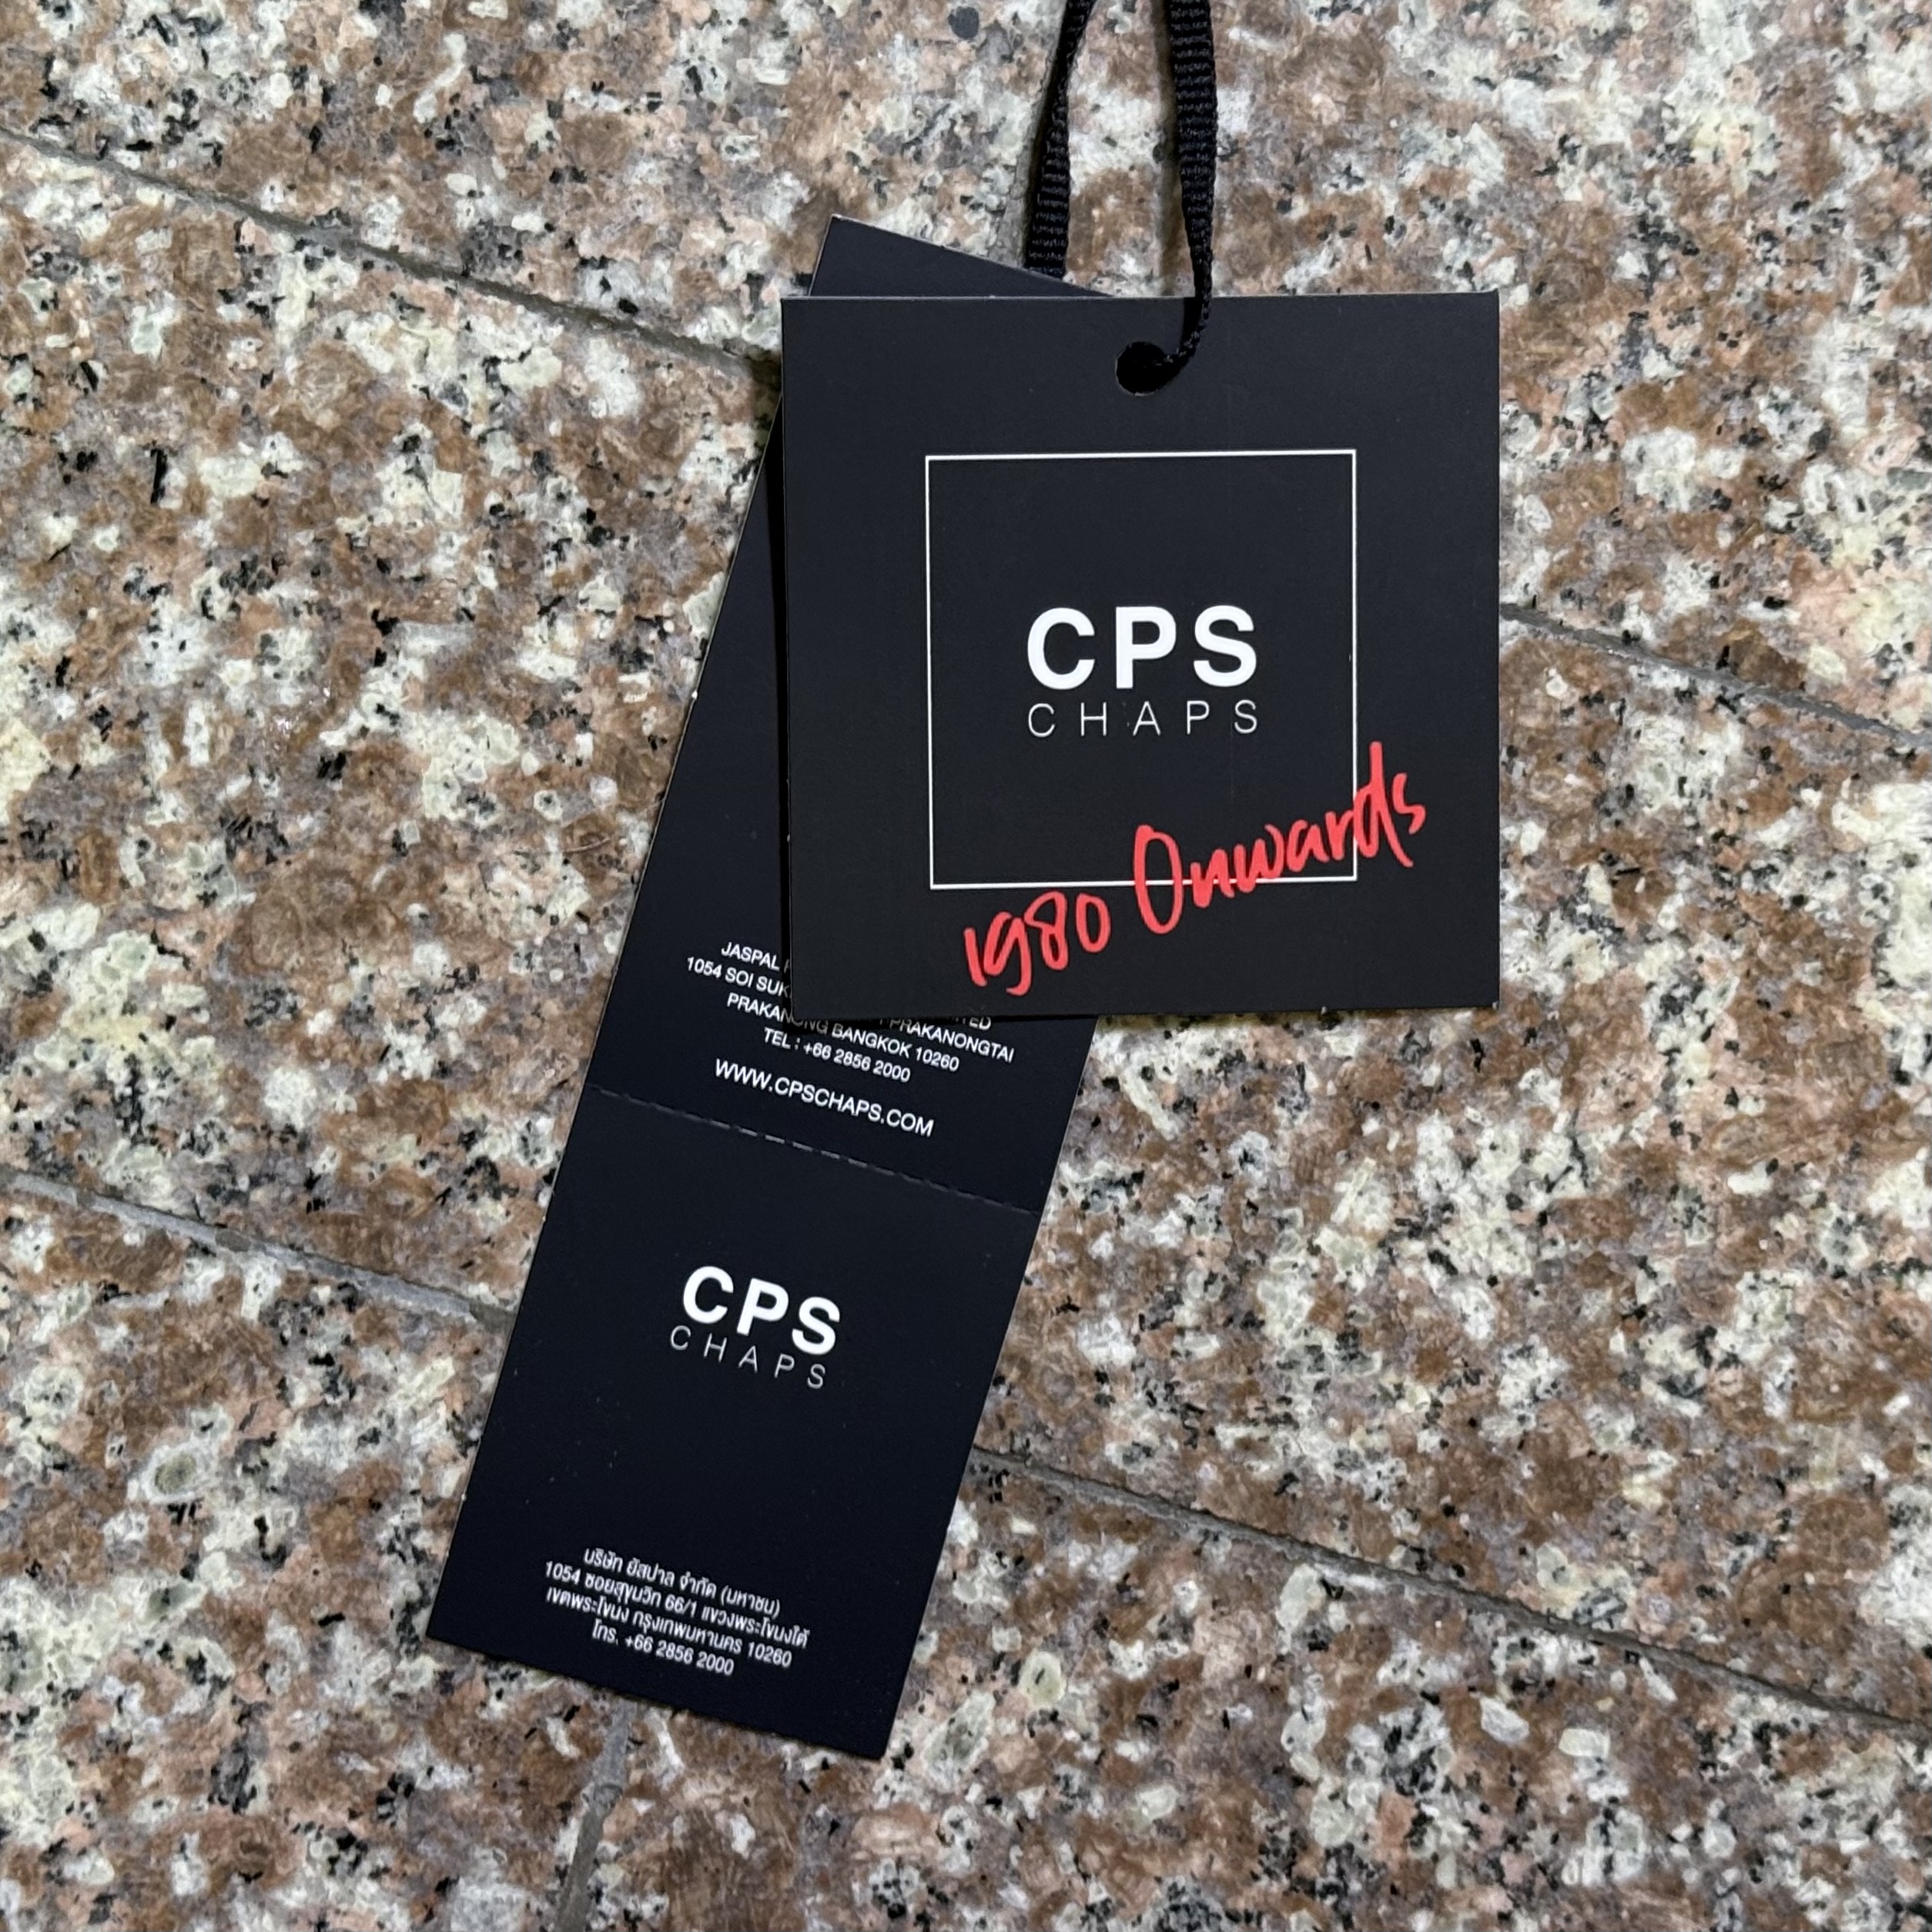 CPS
CHAPS
1980 Onwards
JASPAL
1054 SOI
PRAKANONG BANGKOK 10260
PRAKANONGTAI
TEL : +66 2856 2000
WWW.CPSCHAPS.COM
CPS
CHAPS
บริษัท ยัสปาล จำกัด (มหาชน)
1054 ซอยสุขุมวิท 66/1 แขวงพระโขนงใต้
เขตพระโขนง กรุงเทพมหานคร 10260
โทร. +66 2856 2000